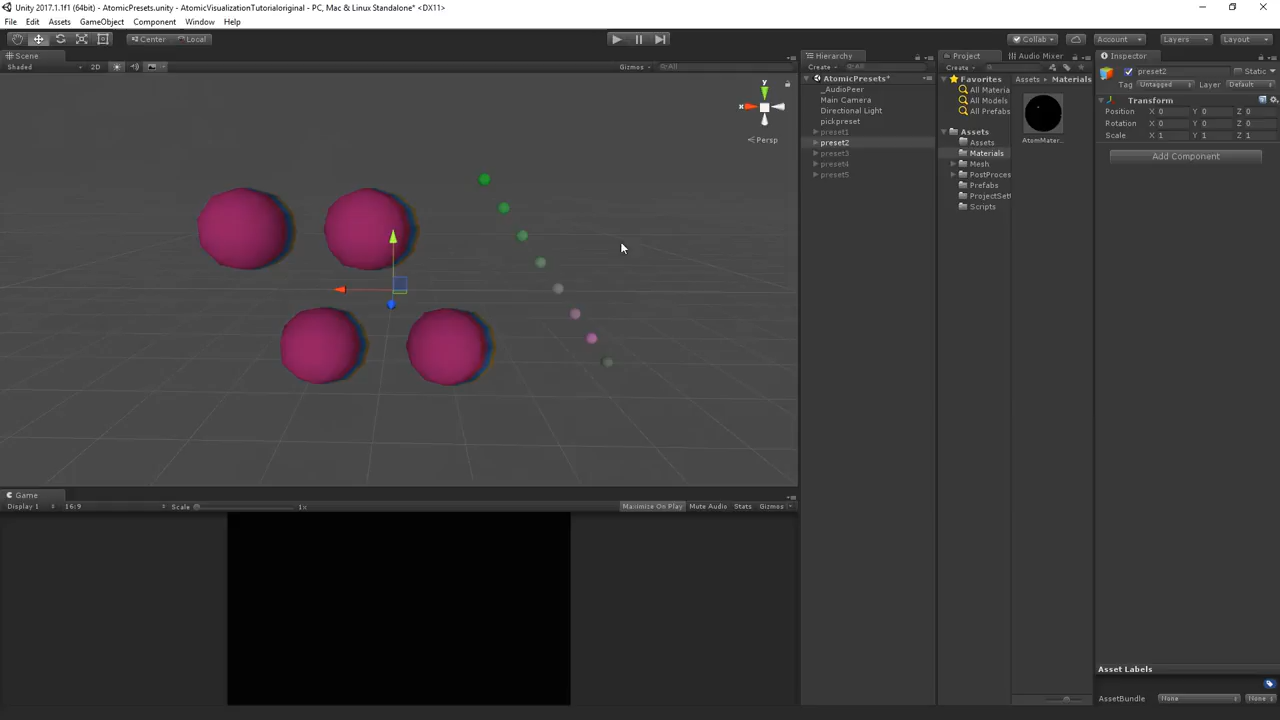 Unity 2017.1.1f1 (64bit) - AtomicPresets.unity - AtomicVisualizationTutorialoriginal - PC, Mac & Linux Standalone* <DX11>
File Edit Assets GameObject Component Window Help
Center Local Collab Account Layers Layout
Scene
Shaded 2D Gizmos All
y
x
Persp
Game
Display 1 16:9 Scale 1x Maximize On Play Mute Audio Stats Gizmos
Hierarchy
Create All
AtomicPresets*
_AudioPeer
Main Camera
Directional Light
pickpreset
preset1
preset2
preset3
preset4
preset5
Project Audio Mixer
Create
Favorites
All Materia
All Models
All Prefabs
Assets
Assets
Materials
Mesh
PostProces
Prefabs
ProjectSett
Scripts
Assets Materials
AtomMater...
Inspector
preset2 Static
Tag Untagged Layer Default
Transform
Position X 0 Y 0 Z 0
Rotation X 0 Y 0 Z 0
Scale X 1 Y 1 Z 1
Add Component
Asset Labels
AssetBundle None None